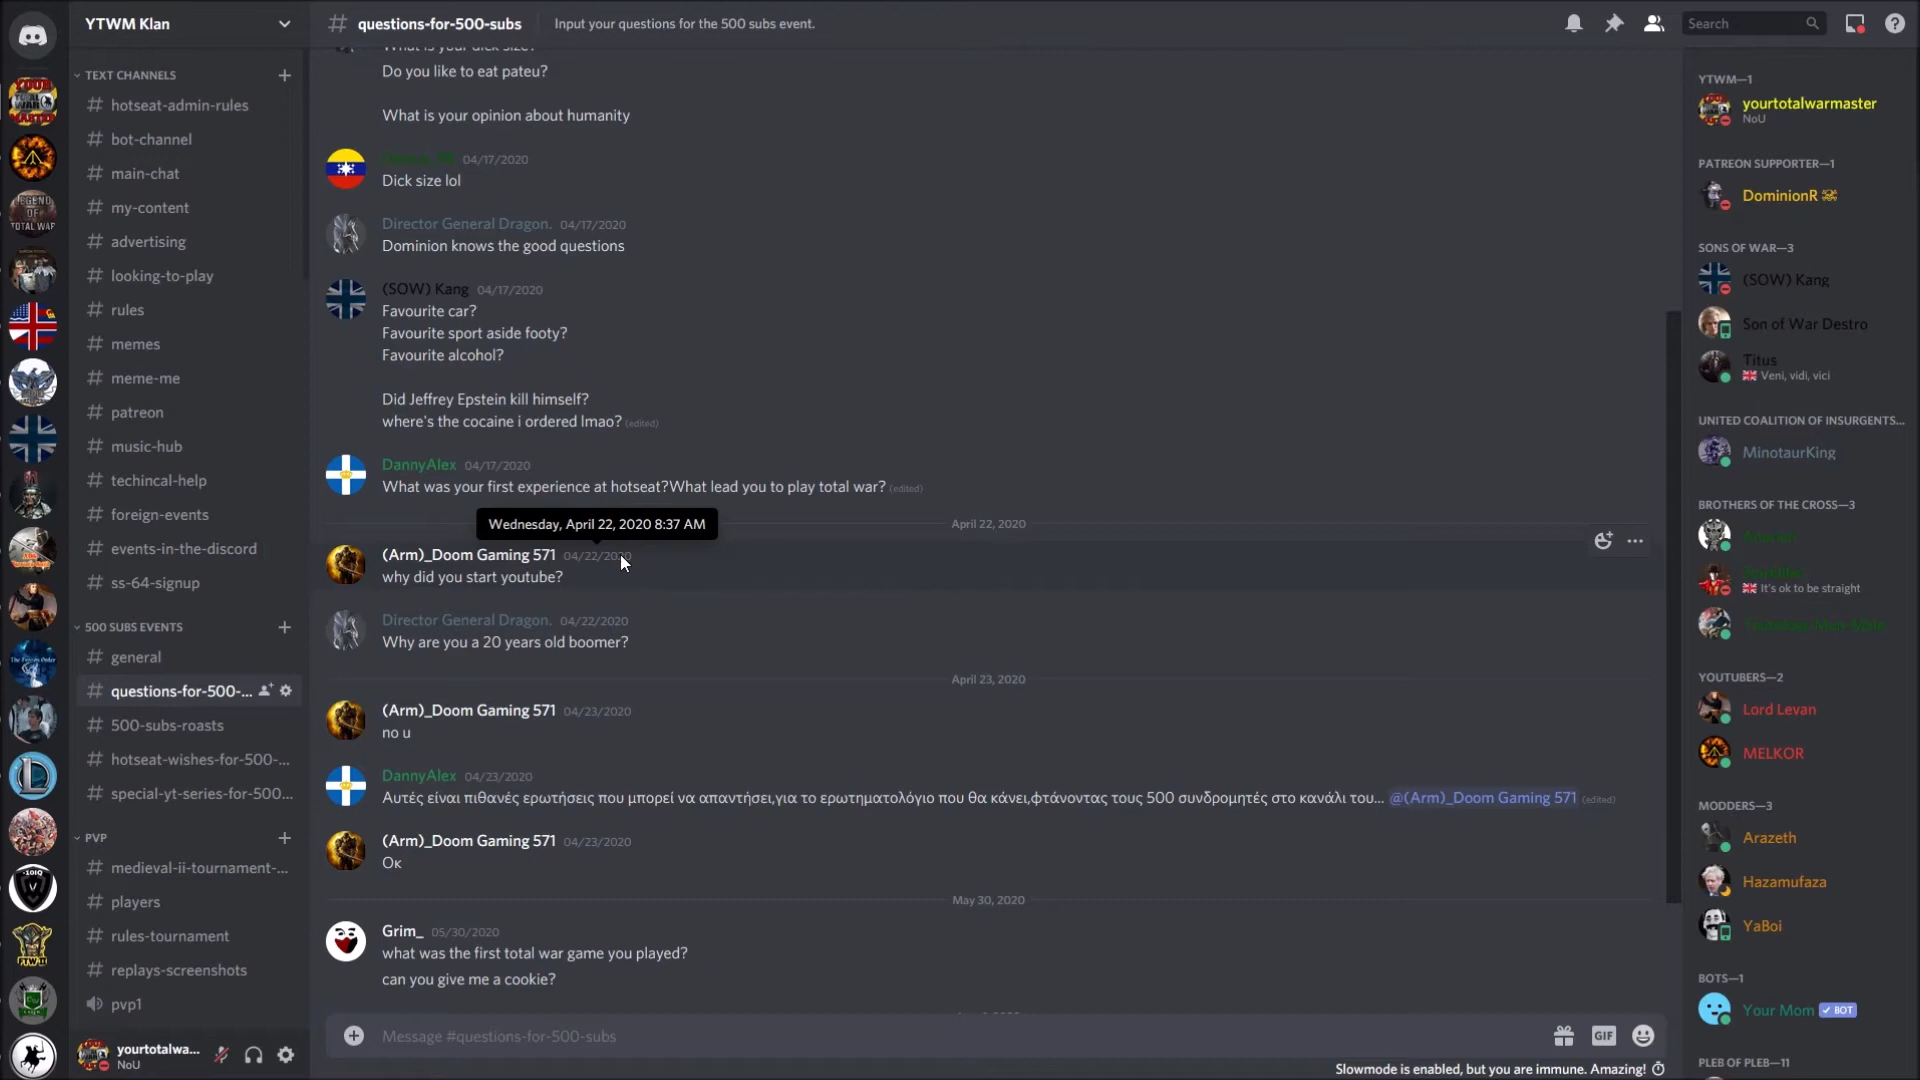 YTWM Klan
# questions-for-500-subs
Input your questions for the 500 subs event.
Search
TEXT CHANNELS
# hotseat-admin-rules
# bot-channel
# main-chat
# my-content
# advertising
# looking-to-play
# rules
# memes
# meme-me
# patreon
# music-hub
# techincal-help
# foreign-events
# events-in-the-discord
# ss-64-signup
500 SUBS EVENTS
# general
# questions-for-500-...
# 500-subs-roasts
# hotseat-wishes-for-500-...
# special-yt-series-for-500...
PVP
# medieval-ii-tournament-...
# players
# rules-tournament
# replays-screenshots
pvp1
yourtotalwa...
NoU
What is your dick size?
Do you like to eat pateu?
What is your opinion about humanity
04/17/2020
Dick size lol
Director General Dragon. 04/17/2020
Dominion knows the good questions
(SOW) Kang 04/17/2020
Favourite car?
Favourite sport aside footy?
Favourite alcohol?
Did Jeffrey Epstein kill himself?
where's the cocaine i ordered lmao? (edited)
DannyAlex 04/17/2020
What was your first experience at hotseat?What lead you to play total war? (edited)
April 22, 2020
Wednesday, April 22, 2020 8:37 AM
(Arm)_Doom Gaming 571 04/22/2020
why did you start youtube?
Director General Dragon. 04/22/2020
Why are you a 20 years old boomer?
April 23, 2020
(Arm)_Doom Gaming 571 04/23/2020
no u
DannyAlex 04/23/2020
Αυτές είναι πιθανές ερωτήσεις που μπορεί να απαντήσει,για το ερωτηματολόγιο που θα κάνει,φτάνοντας τους 500 συνδρομητές στο κανάλι του... @(Arm)_Doom Gaming 571 (edited)
(Arm)_Doom Gaming 571 04/23/2020
Οκ
May 30, 2020
Grim_ 05/30/2020
what was the first total war game you played?
can you give me a cookie?
Message #questions-for-500-subs
GIF
Slowmode is enabled, but you are immune. Amazing!
YTWM—1
yourtotalwarmaster
NoU
PATREON SUPPORTER—1
DominionR
SONS OF WAR—3
(SOW) Kang
Son of War Destro
Titus
Veni, vidi, vici
UNITED COALITION OF INSURGENTS...
MinotaurKing
BROTHERS OF THE CROSS—3
It's ok to be straight
YOUTUBERS—2
Lord Levan
MELKOR
MODDERS—3
Arazeth
Hazamufaza
YaBoi
BOTS—1
Your Mom BOT
PLEB OF PLEB—11
LEGEND OF TOTAL WAR